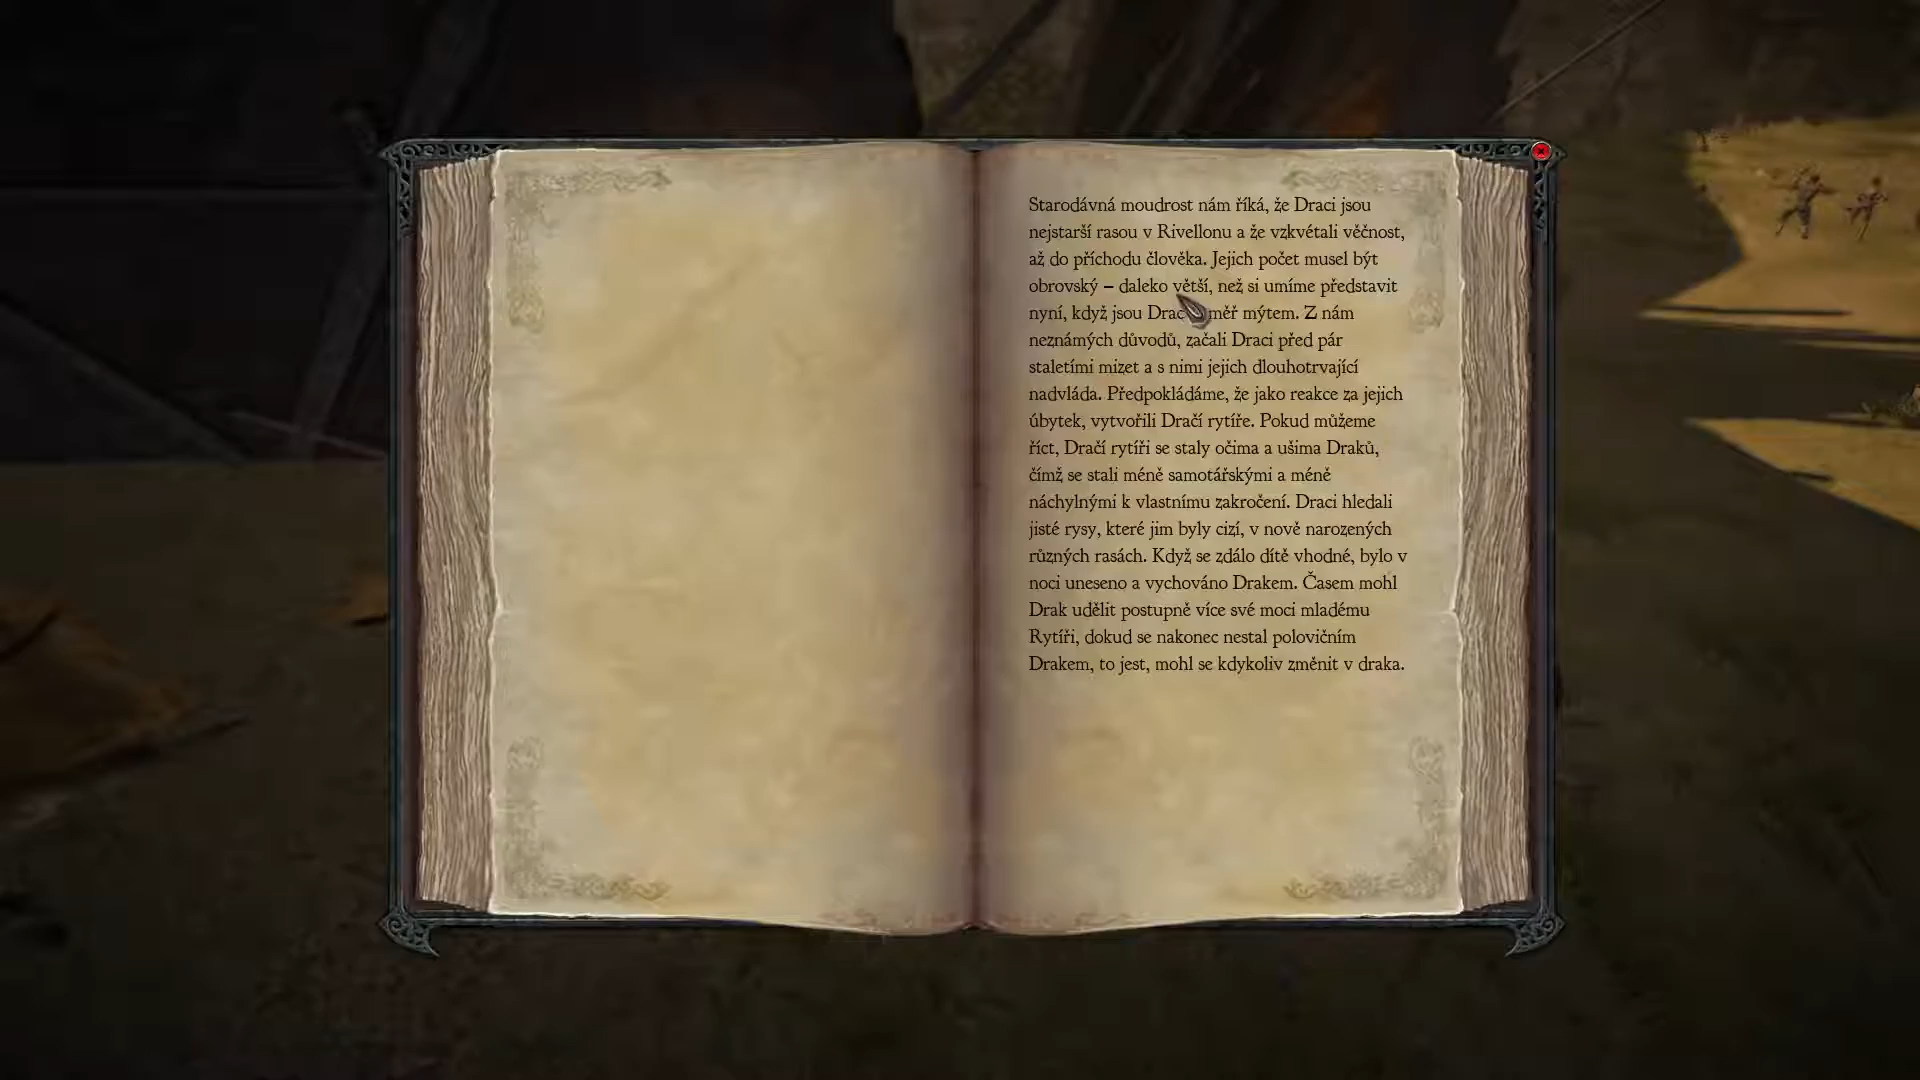 Starodávná moudrost nám říká, že Draci jsou
nejstarší rasou v Rivellonu a že vzkvétali věčnost,
až do příchodu člověka. Jejich počet musel být
obrovský – daleko větší, než si umíme představit
nyní, když jsou mýtem. Z nám
neznámých důvodů, začali Draci před pár
staletími mizet a s nimi jejich dlouhotrvající
nadvláda. Předpokládáme, že jako reakce za jejich
úbytek, vytvořili Dračí rytíře. Pokud můžeme
říct, Dračí rytíři se staly očima a ušima Draků,
čímž se stali méně samotářskými a méně
náchylnými k vlastnímu zakročení. Draci hledali
jisté rysy, které jim byly cizí, v nově narozených
různých rasách. Když se zdálo dítě vhodné, bylo v
noci uneseno a vychováno Drakem. Časem mohl
Drak udělit postupně více své moci mladému
Rytíři, dokud se nakonec nestal polovičním
Drakem, to jest, mohl se kdykoliv změnit v draka.